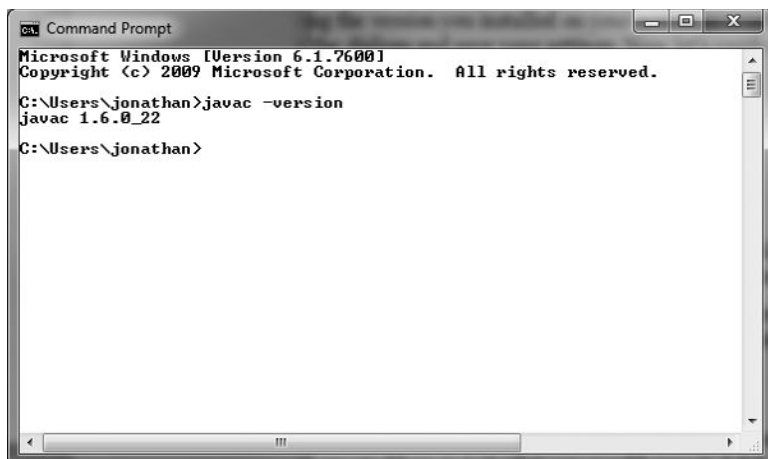 Command Prompt
Microsoft Windows [Version 6.1.7600]
Copyright (c) 2009 Microsoft Corporation. All rights reserved.
C:\Users\jonathan>javac -version
javac 1.6.0_22
C:\Users\jonathan>